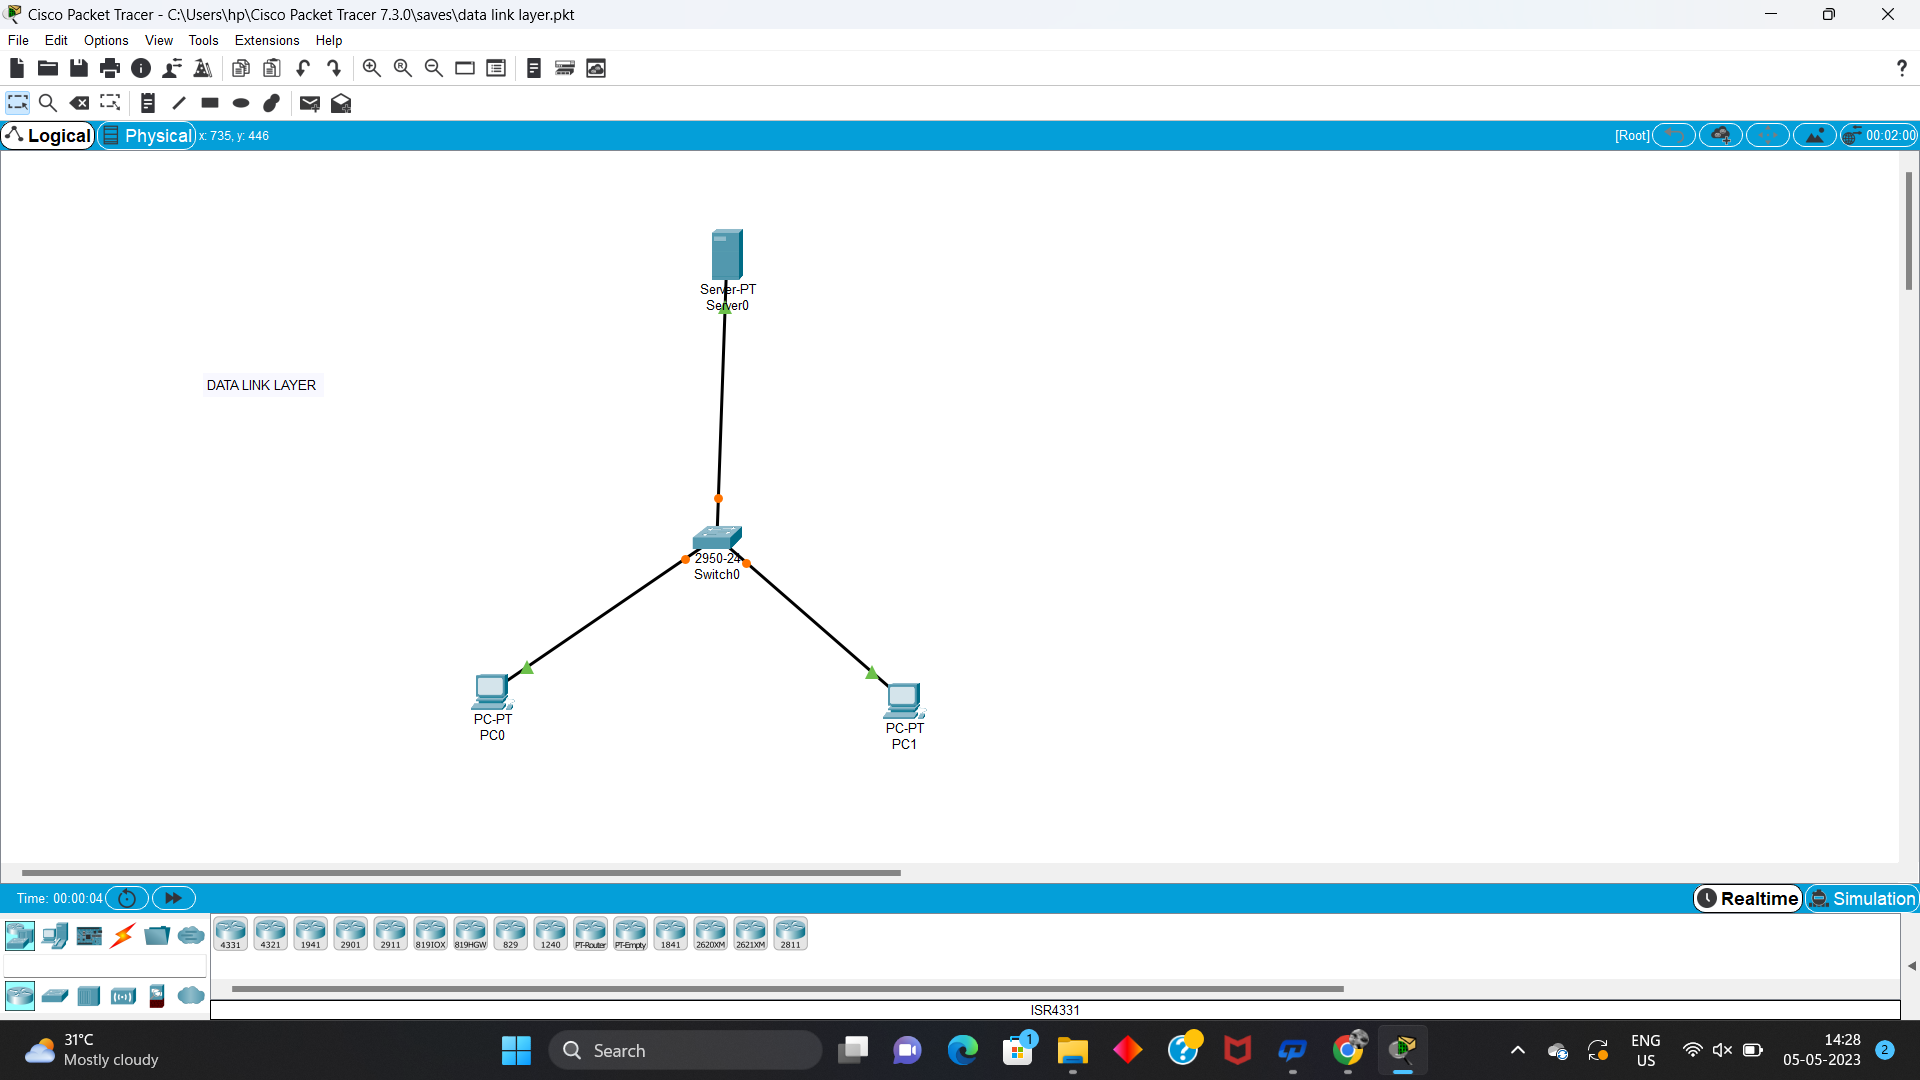 Cisco Packet Tracer - C:\Users\hp\Cisco Packet Tracer 7.3.0\saves\data link layer.pkt
File Edit Options View Tools Extensions Help
?
Logical Physical x: 735, y: 446 [Root] 00:02:00
Server-PT
Server0
DATA LINK LAYER
2950-24
Switch0
PC-PT
PC0
PC-PT
PC1
Time: 00:00:04 Realtime Simulation
4331 4321 1941 2901 2911 819IOX 819HGW 829 1240 PT-Router PT-Empty 1841 2620XM 2621XM 2811
ISR4331
31°C
Mostly cloudy
Search
1
ENG
US
14:28
05-05-2023
2